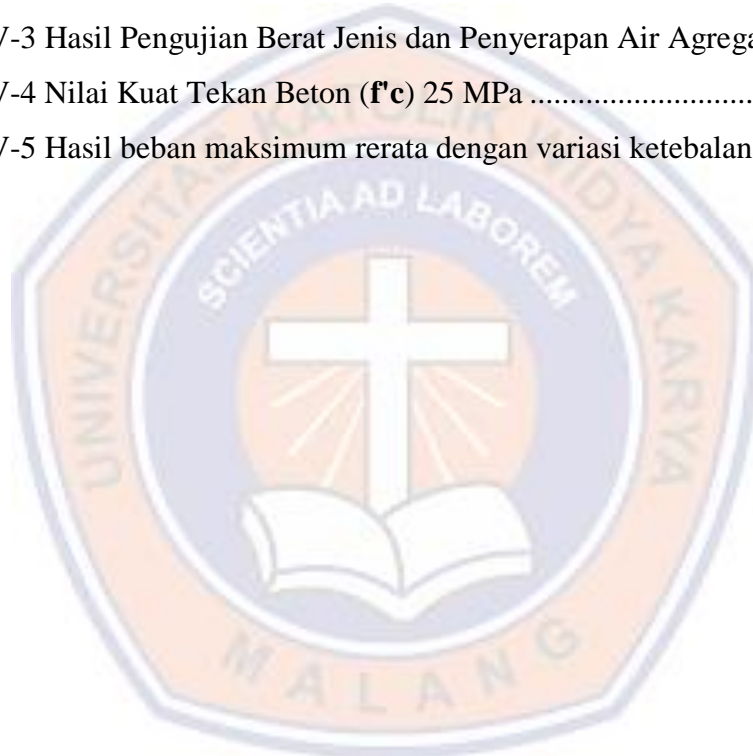 V-3 Hasil Pengujian Berat Jenis dan Penyerapan Air Agrega
V-4 Nilai Kuat Tekan Beton (f'c) 25 MPa ............................
V-5 Hasil beban maksimum rerata dengan variasi ketebalan
UNIVERSITAS KATOLIK WIDYA KARYA
SCIENTIA AD LABOREM
MALANG